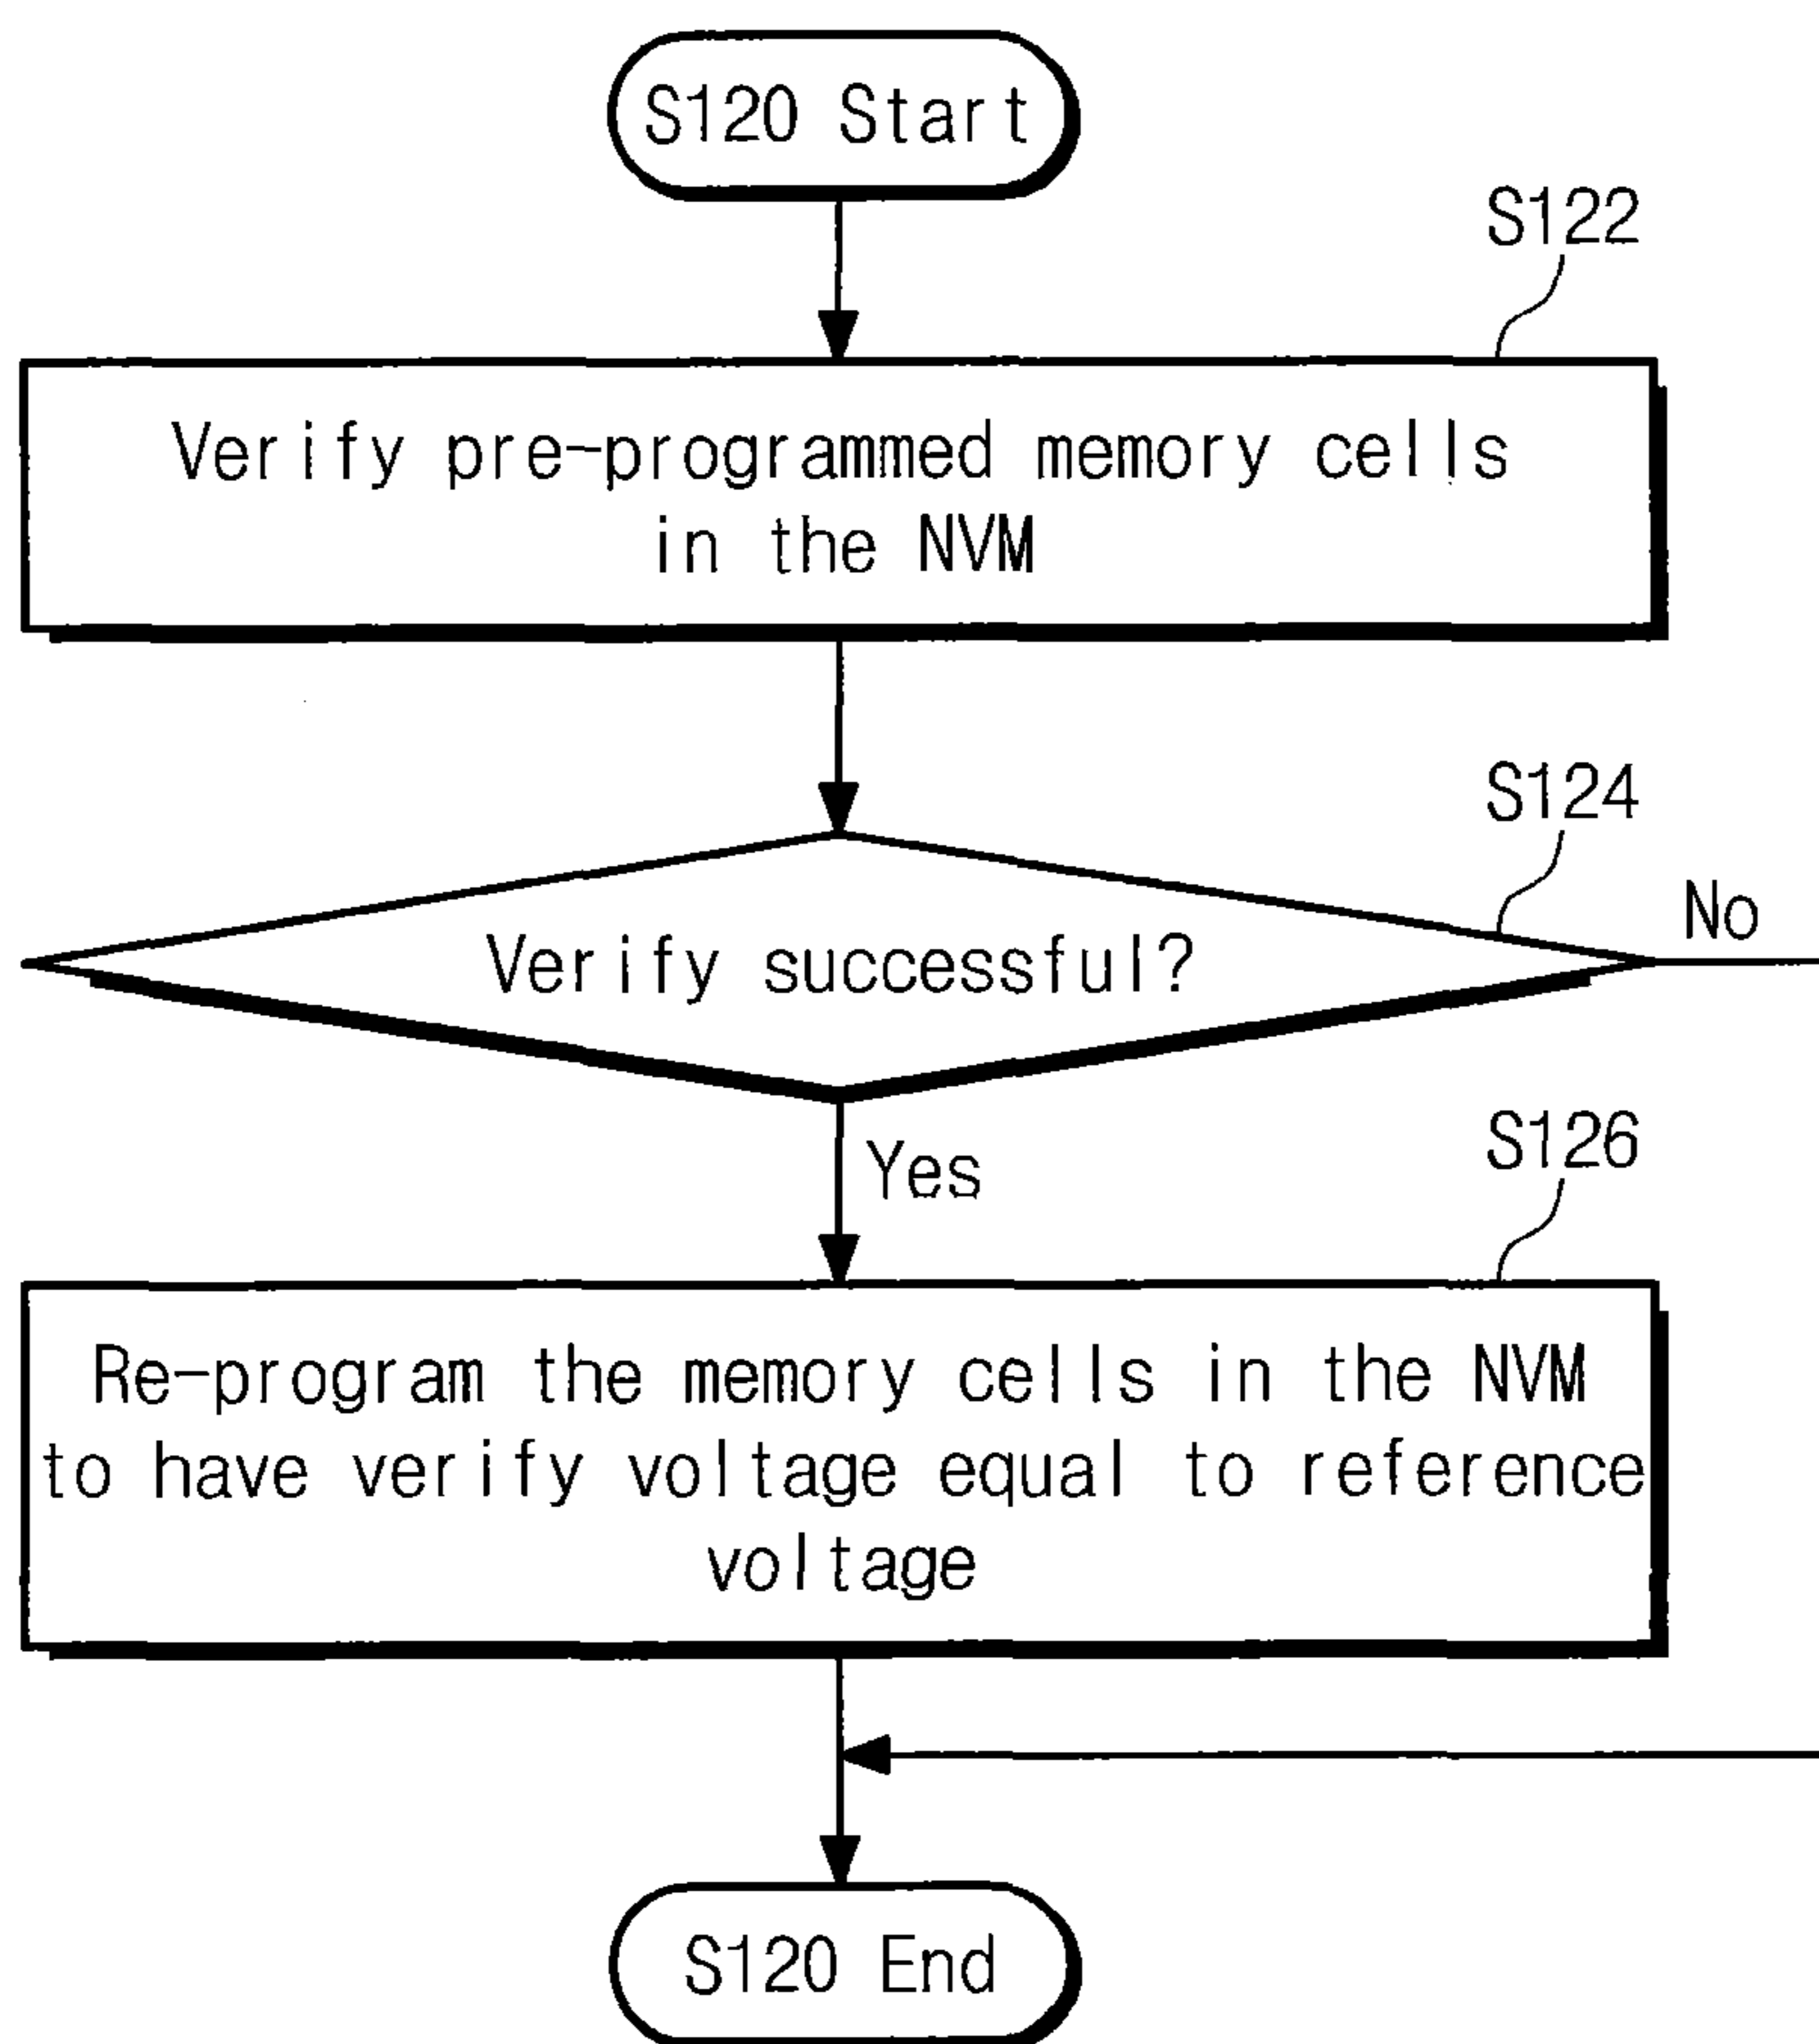 S120 Start
S122
Verify pre-programmed memory cells
in the NVM
S124
No
Verify successful?
Yes
S126
Re-program the memory cells in the NVM
to have verify voltage equal to reference
voltage
S120 End